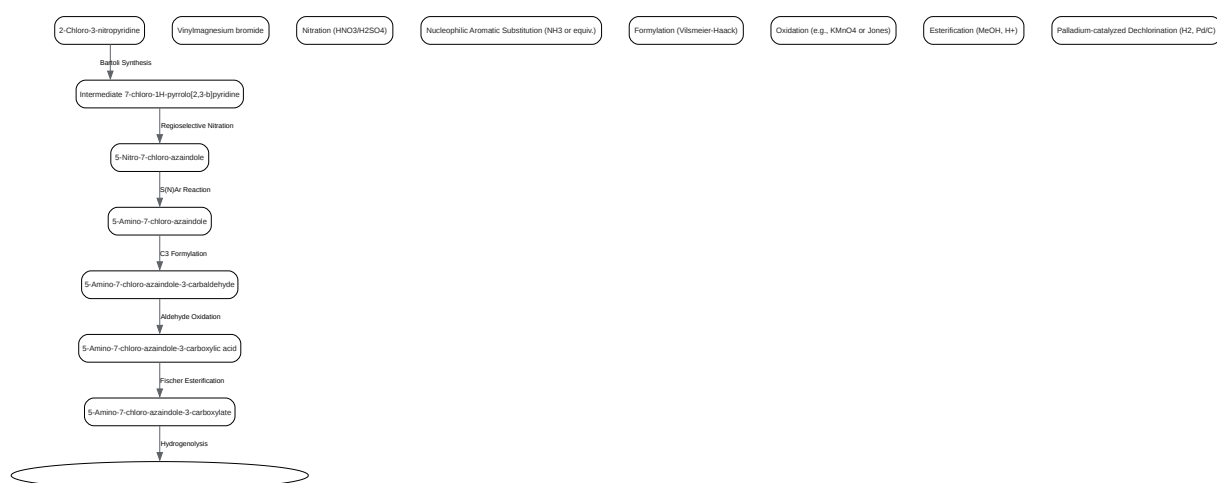 2-Chloro-3-nitropyridine
Vinylmagnesium bromide
Nitration (HNO3/H2SO4)
Nucleophilic Aromatic Substitution (NH3 or equiv.)
Formylation (Vilsmeier-Haack)
Oxidation (e.g., KMnO4 or Jones)
Esterification (MeOH, H+)
Palladium-catalyzed Dechlorination (H2, Pd/C)
Bartoli Synthesis
Intermediate 7-chloro-1H-pyrrolo[2,3-b]pyridine
Regioselective Nitration
5-Nitro-7-chloro-azaindole
S(N)Ar Reaction
5-Amino-7-chloro-azaindole
C3 Formylation
5-Amino-7-chloro-azaindole-3-carbaldehyde
Aldehyde Oxidation
5-Amino-7-chloro-azaindole-3-carboxylic acid
Fischer Esterification
5-Amino-7-chloro-azaindole-3-carboxylate
Hydrogenolysis